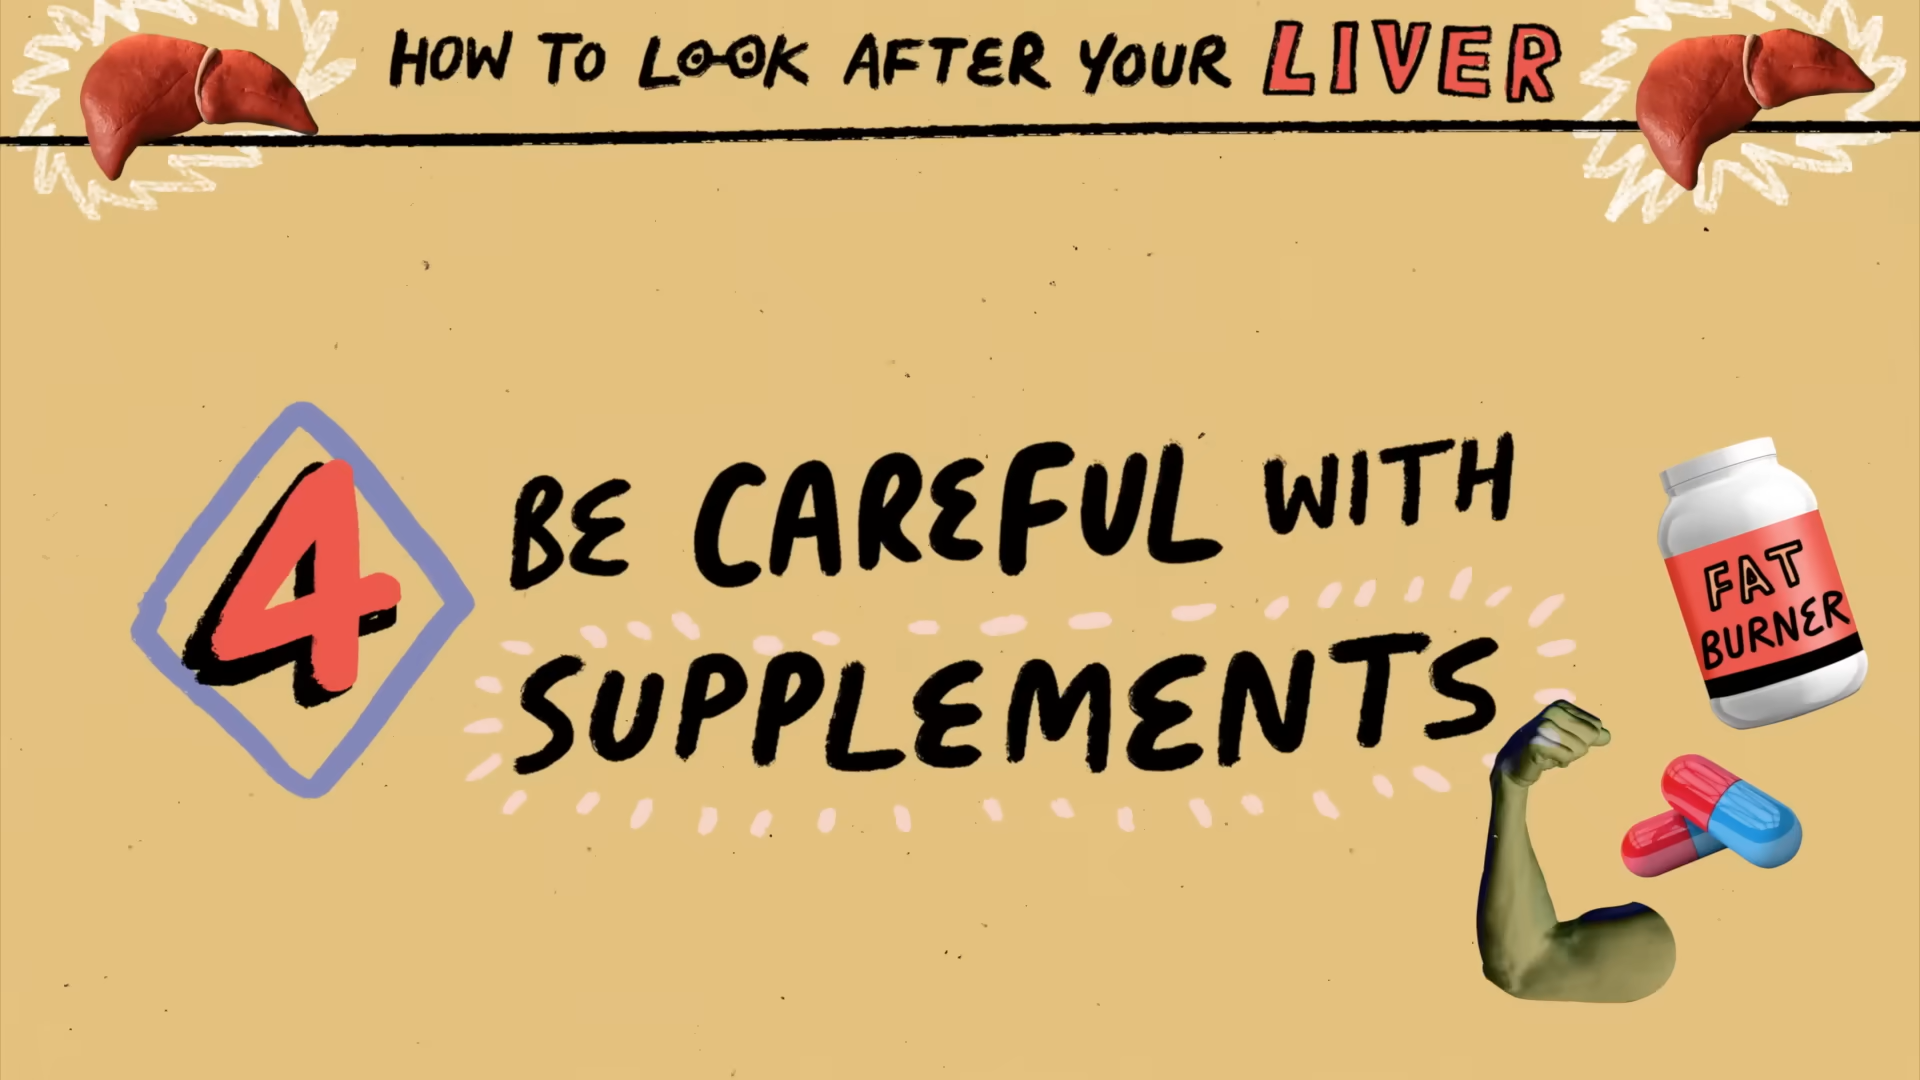 HOW TO LOOK AFTER YOUR LIVER
4
BE CAREFUL WITH
SUPPLEMENTS
FAT
BURNER